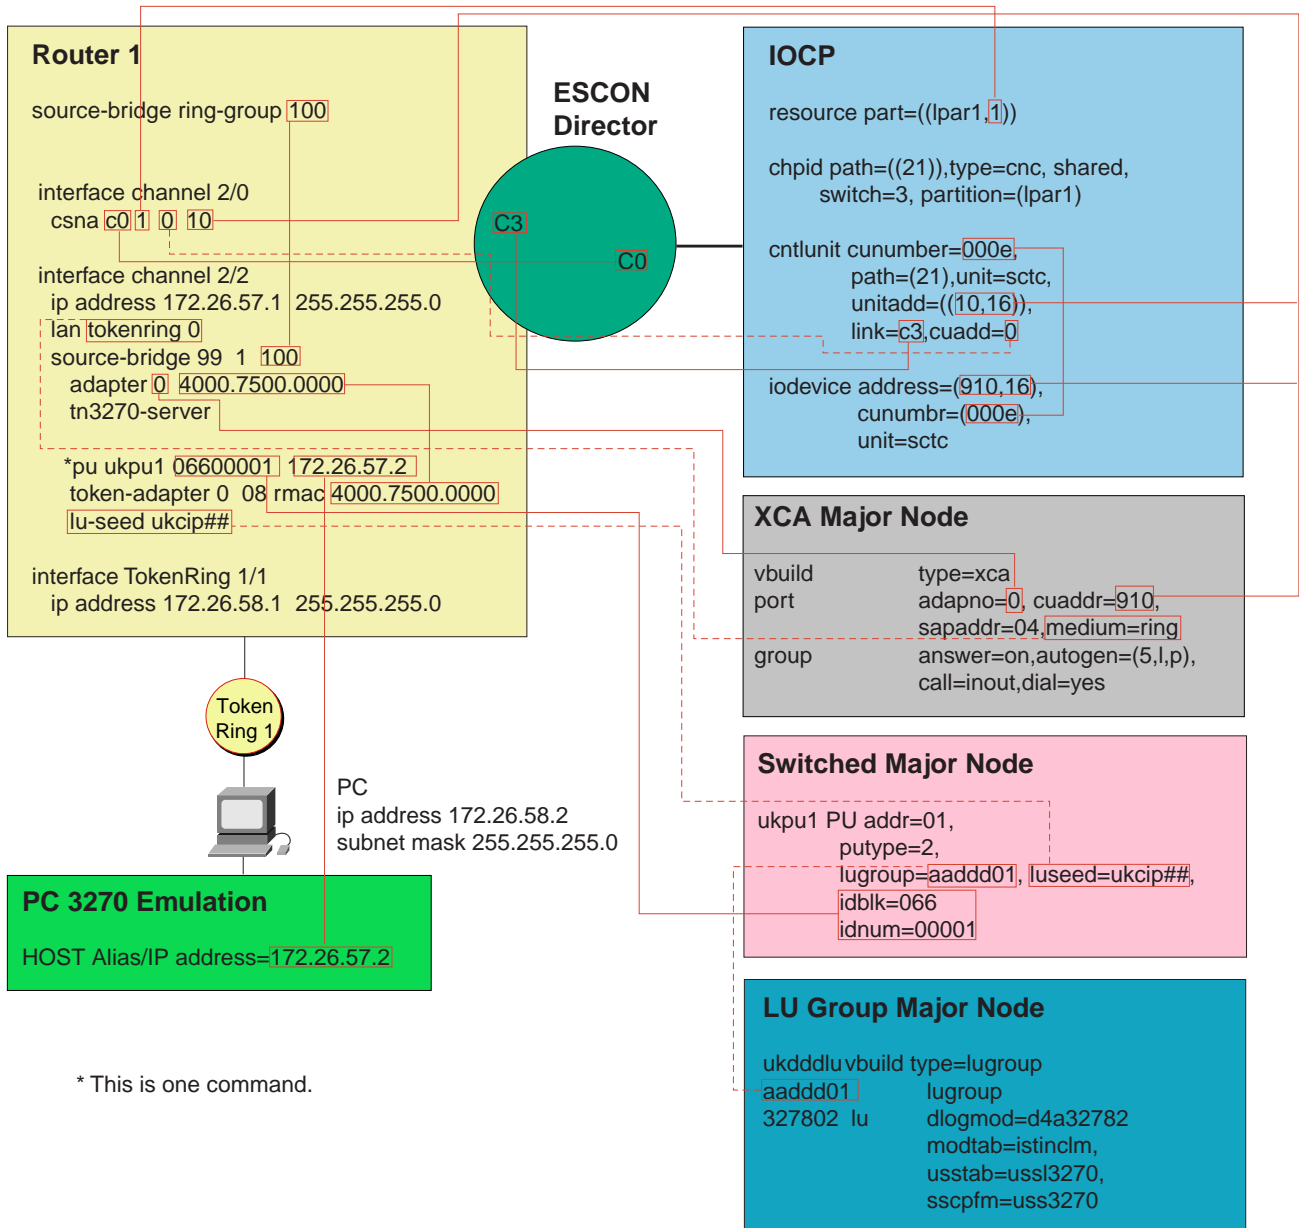 Router 1
source-bridge ring-group 100
interface channel 2/0
csna c0 1 0 10
interface channel 2/2
ip address 172.26.57.1 255.255.255.0
lan tokenring 0
source-bridge 99 1 100
adapter 0 4000.7500.0000
tn3270-server
*pu ukpu1 06600001 172.26.57.2
token-adapter 0 08 rmac 4000.7500.0000
lu-seed ukcip##
interface TokenRing 1/1
ip address 172.26.58.1 255.255.255.0
ESCON
Director
C3
C0
IOCP
resource part=((lpar1,1))
chpid path=((21)),type=cnc, shared,
switch=3, partition=(lpar1)
cntlunit cunumber=000e,
path=(21),unit=sctc,
unitadd=((10,16)),
link=c3,cuadd=0
iodevice address=(910,16),
cunumbr=(000e),
unit=sctc
XCA Major Node
vbuild type=xca
port adapno=0, cuaddr=910,
sapaddr=04,medium=ring
group answer=on,autogen=(5,l,p),
call=inout,dial=yes
Token
Ring 1
PC
ip address 172.26.58.2
subnet mask 255.255.255.0
PC 3270 Emulation
HOST Alias/IP address=172.26.57.2
Switched Major Node
ukpu1 PU addr=01,
putype=2,
lugroup=aaddd01, luseed=ukcip##,
idblk=066
idnum=00001
LU Group Major Node
ukdddlu vbuild type=lugroup
aaddd01 lugroup
327802 lu dlogmod=d4a32782
modtab=istinclm,
usstab=ussl3270,
sscpfm=uss3270
* This is one command.